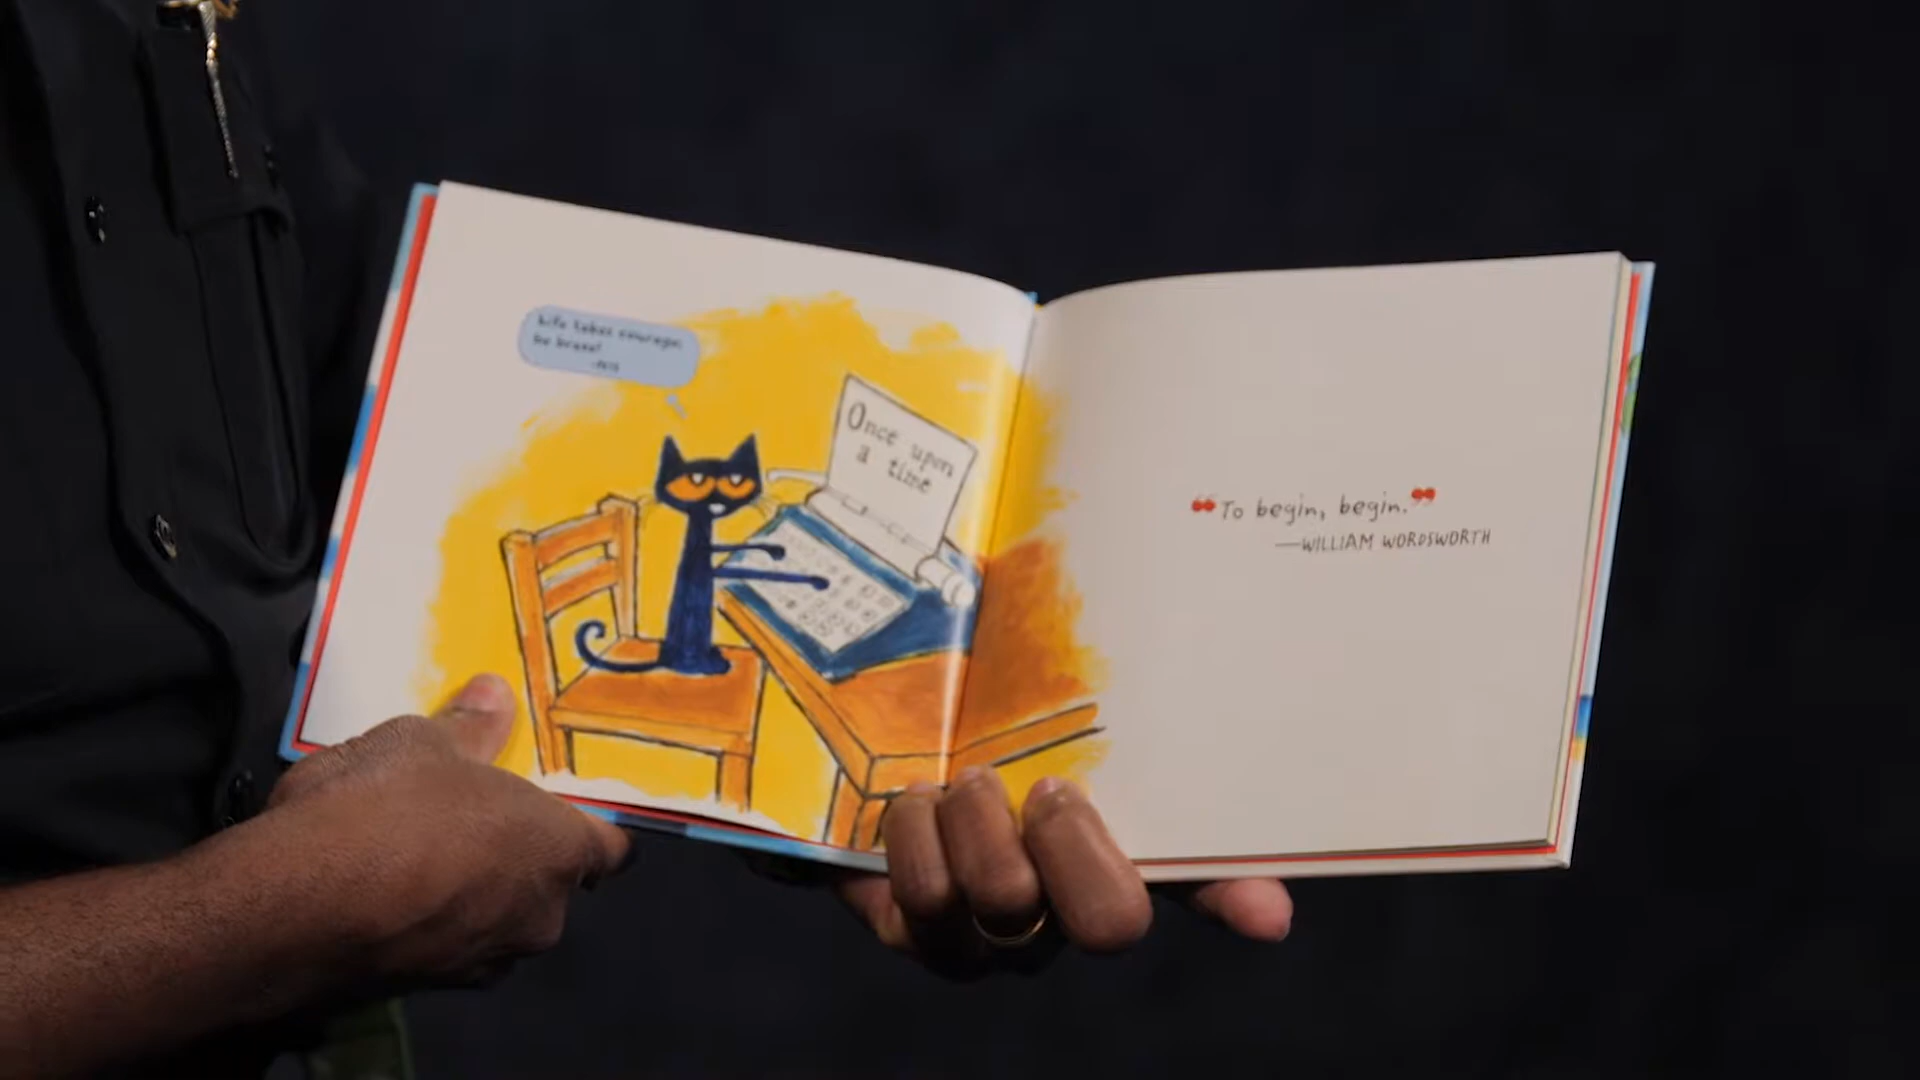 Life takes courage;
be brave!
-Pete
Once upon
a time
“To begin, begin.”
—WILLIAM WORDSWORTH